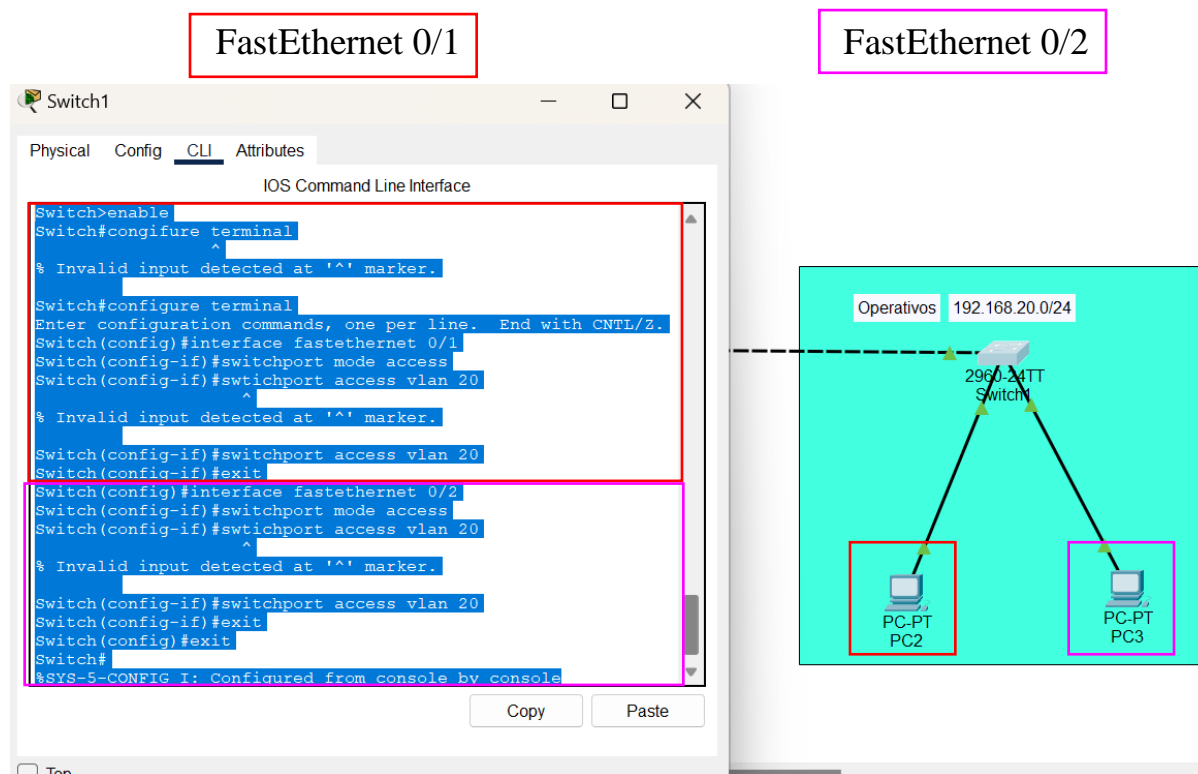 FastEthernet 0/1
FastEthernet 0/2
Switch1
Physical Config CLI Attributes
IOS Command Line Interface
Switch>enable
Switch#congifure terminal
^
% Invalid input detected at '^' marker.
Switch#configure terminal
Enter configuration commands, one per line. End with CNTL/Z.
Switch(config)#interface fastethernet 0/1
Switch(config-if)#switchport mode access
Switch(config-if)#swtichport access vlan 20
^
% Invalid input detected at '^' marker.
Switch(config-if)#switchport access vlan 20
Switch(config-if)#exit
Switch(config)#interface fastethernet 0/2
Switch(config-if)#switchport mode access
Switch(config-if)#swtichport access vlan 20
^
% Invalid input detected at '^' marker.
Switch(config-if)#switchport access vlan 20
Switch(config-if)#exit
Switch(config)#exit
Switch#
%SYS-5-CONFIG_I: Configured from console by console
Copy Paste
Top
Operativos 192.168.20.0/24
2960-24TT
Switch1
PC-PT
PC2
PC-PT
PC3